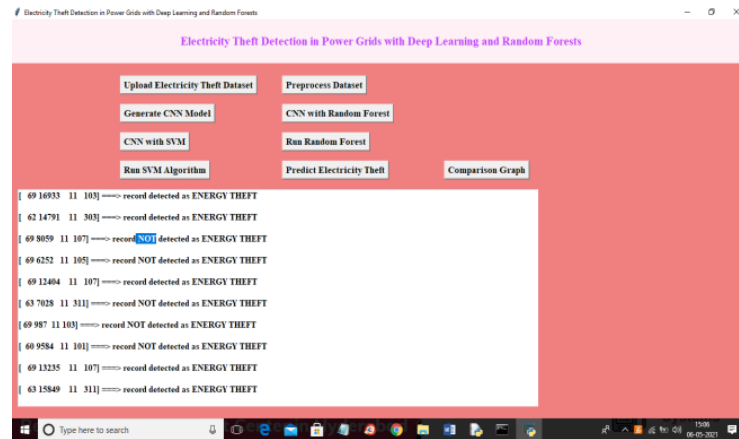 Electricity Theft Detection in Power Grids with Deep Learning and Random Forests
Electricity Theft Detection in Power Grids with Deep Learning and Random Forests
Upload Electricity Theft Dataset Preprocess Dataset
Generate CNN Model CNN with Random Forest
CNN with SVM Run Random Forest
Run SVM Algorithm Predict Electricity Theft Comparison Graph
[ 69 16933 11 103] ===> record detected as ENERGY THEFT
[ 62 14791 11 303] ===> record detected as ENERGY THEFT
[ 69 8059 11 107] ===> record NOT detected as ENERGY THEFT
[ 69 6252 11 105] ===> record NOT detected as ENERGY THEFT
[ 69 12404 11 107] ===> record detected as ENERGY THEFT
[ 63 7028 11 311] ===> record NOT detected as ENERGY THEFT
[ 69 987 11 103] ===> record NOT detected as ENERGY THEFT
[ 60 9584 11 101] ===> record NOT detected as ENERGY THEFT
[ 69 13235 11 107] ===> record detected as ENERGY THEFT
[ 63 15849 11 311] ===> record detected as ENERGY THEFT
Type here to search
15:06
06-05-2021